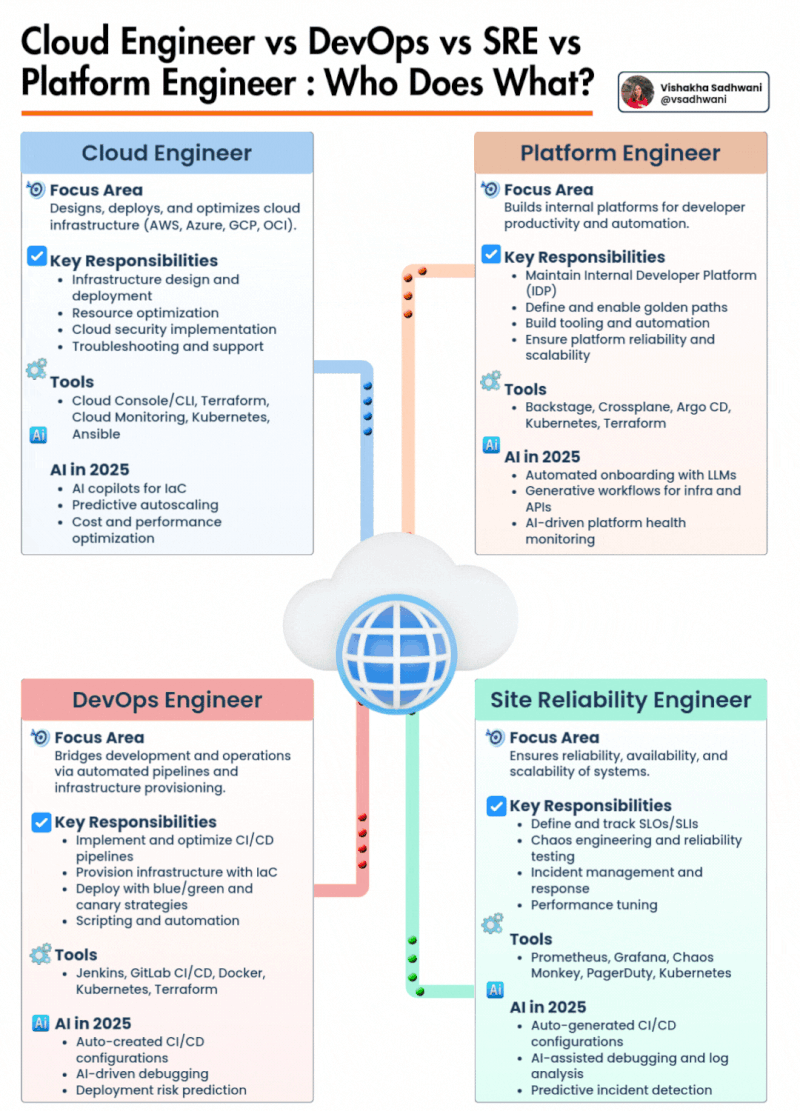 Cloud Engineer vs DevOps vs SRE vs
Platform Engineer : Who Does What?
Vishakha Sadhwani
@vsadhwani
Cloud Engineer
Focus Area
Designs, deploys, and optimizes cloud
infrastructure (AWS, Azure, GCP, OCI).
Key Responsibilities
• Infrastructure design and
deployment
• Resource optimization
• Cloud security implementation
• Troubleshooting and support
Tools
• Cloud Console/CLI, Terraform,
Cloud Monitoring, Kubernetes,
Ansible
Ai
AI in 2025
• AI copilots for IaC
• Predictive autoscaling
• Cost and performance
optimization
Platform Engineer
Focus Area
Builds internal platforms for developer
productivity and automation.
Key Responsibilities
• Maintain Internal Developer Platform
(IDP)
• Define and enable golden paths
• Build tooling and automation
• Ensure platform reliability and
scalability
Tools
• Backstage, Crossplane, Argo CD,
Kubernetes, Terraform
Ai
AI in 2025
• Automated onboarding with LLMs
• Generative workflows for infra and
APIs
• AI-driven platform health
monitoring
DevOps Engineer
Focus Area
Bridges development and operations
via automated pipelines and
infrastructure provisioning.
Key Responsibilities
• Implement and optimize CI/CD
pipelines
• Provision infrastructure with IaC
• Deploy with blue/green and
canary strategies
• Scripting and automation
Tools
• Jenkins, GitLab CI/CD, Docker,
Kubernetes, Terraform
Ai
AI in 2025
• Auto-created CI/CD
configurations
• AI-driven debugging
• Deployment risk prediction
Site Reliability Engineer
Focus Area
Ensures reliability, availability, and
scalability of systems.
Key Responsibilities
• Define and track SLOs/SLIs
• Chaos engineering and reliability
testing
• Incident management and
response
• Performance tuning
Tools
• Prometheus, Grafana, Chaos
Monkey, PagerDuty, Kubernetes
Ai
AI in 2025
• Auto-generated CI/CD
configurations
• AI-assisted debugging and log
analysis
• Predictive incident detection